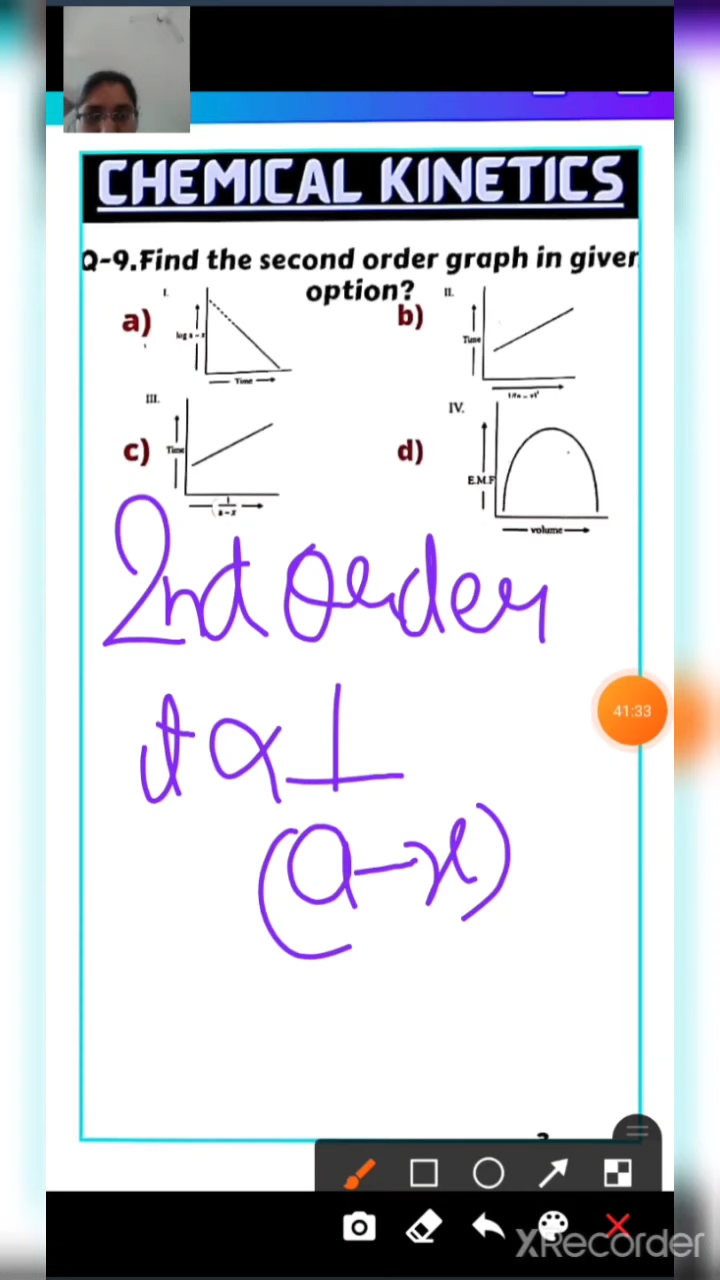 CHEMICAL KINETICS
Q-9.Find the second order graph in given
option?
a)
I.
log a - x
Time
b)
II.
Time
c)
III.
Time
1
a - x
d)
IV.
E.M.F
volume
2nd order
t α 1
(a-x)
41:33
XRecorder